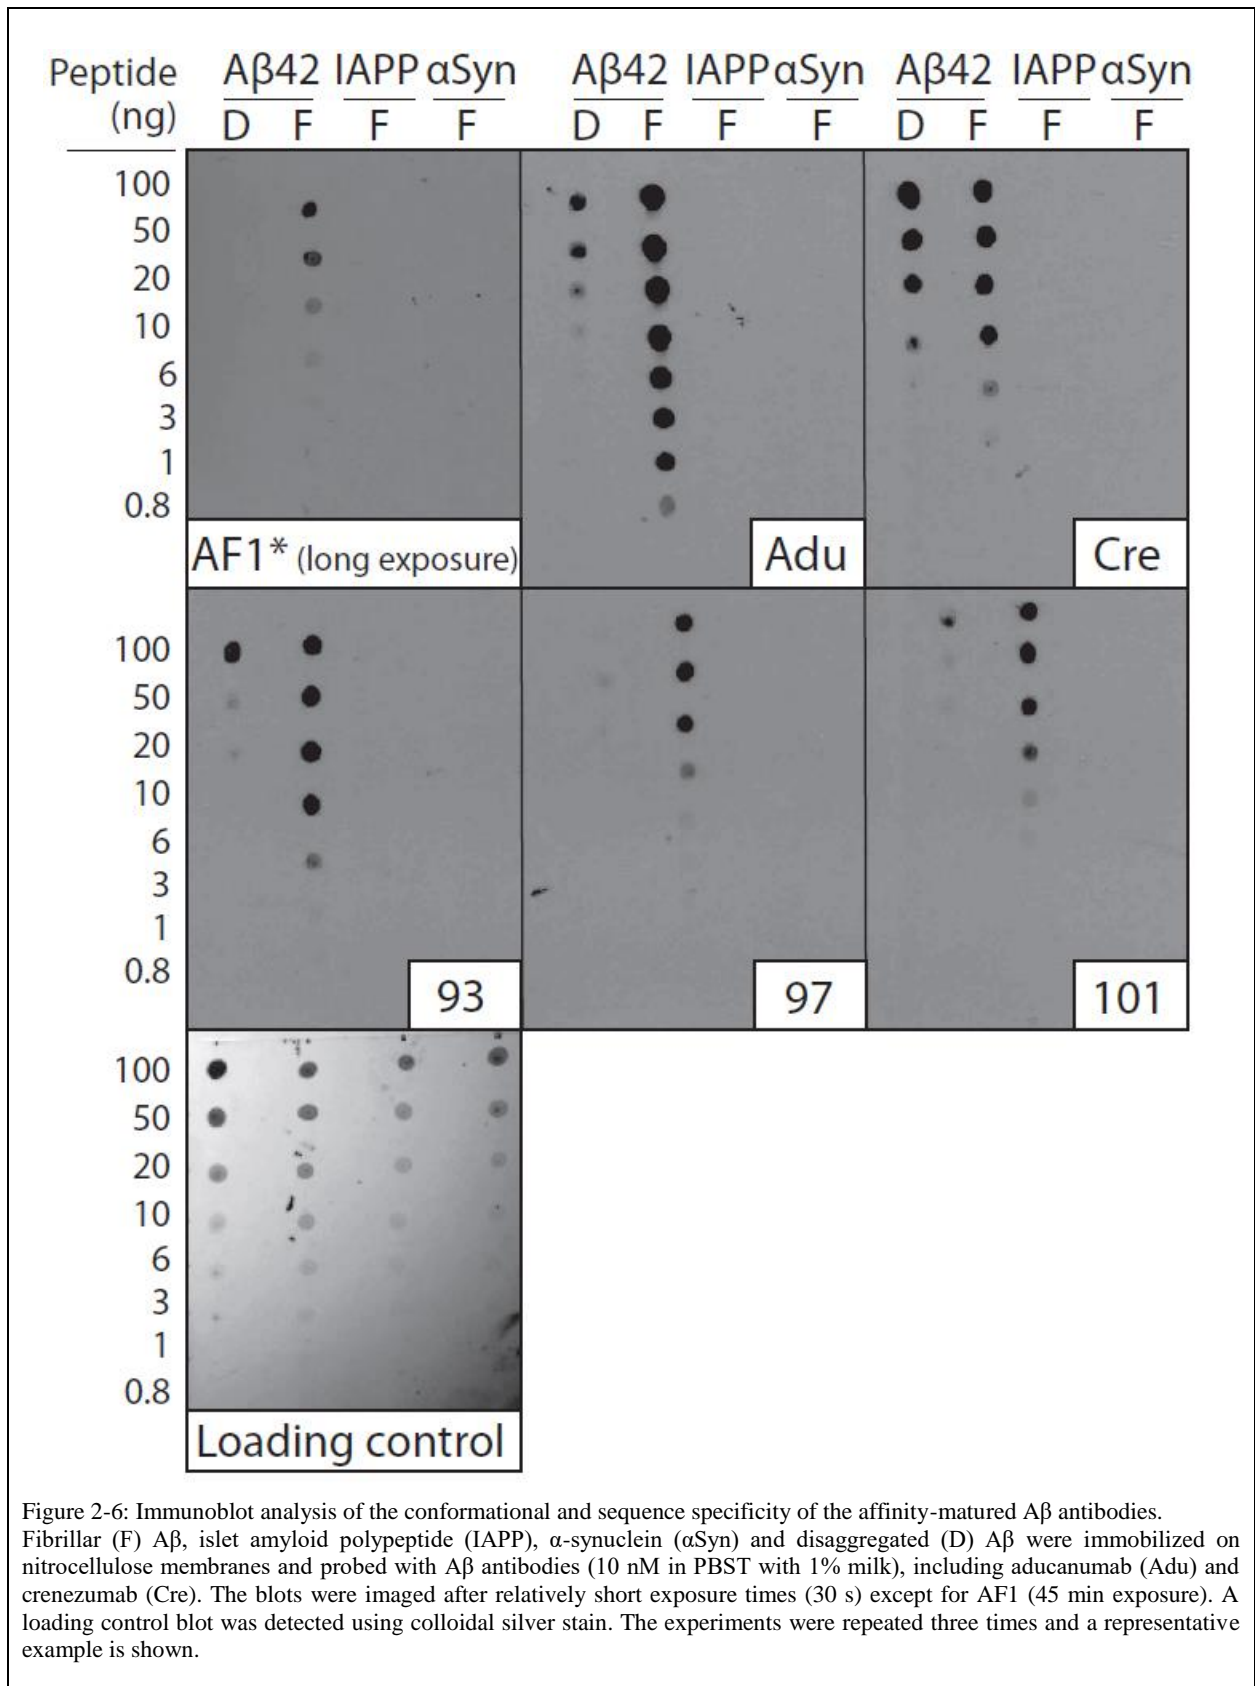 Peptide (ng) Aβ42 IAPP αSyn Aβ42 IAPP αSyn Aβ42 IAPP αSyn
D F F F D F F F D F F F
100
50
20
10
6
3
1
0.8
AF1* (long exposure)
Adu
Cre
100
50
20
10
6
3
1
0.8
93
97
101
100
50
20
10
6
3
1
0.8
Loading control
Figure 2-6: Immunoblot analysis of the conformational and sequence specificity of the affinity-matured Aβ antibodies.
Fibrillar (F) Aβ, islet amyloid polypeptide (IAPP), α-synuclein (αSyn) and disaggregated (D) Aβ were immobilized on
nitrocellulose membranes and probed with Aβ antibodies (10 nM in PBST with 1% milk), including aducanumab (Adu) and
crenezumab (Cre). The blots were imaged after relatively short exposure times (30 s) except for AF1 (45 min exposure). A
loading control blot was detected using colloidal silver stain. The experiments were repeated three times and a representative
example is shown.